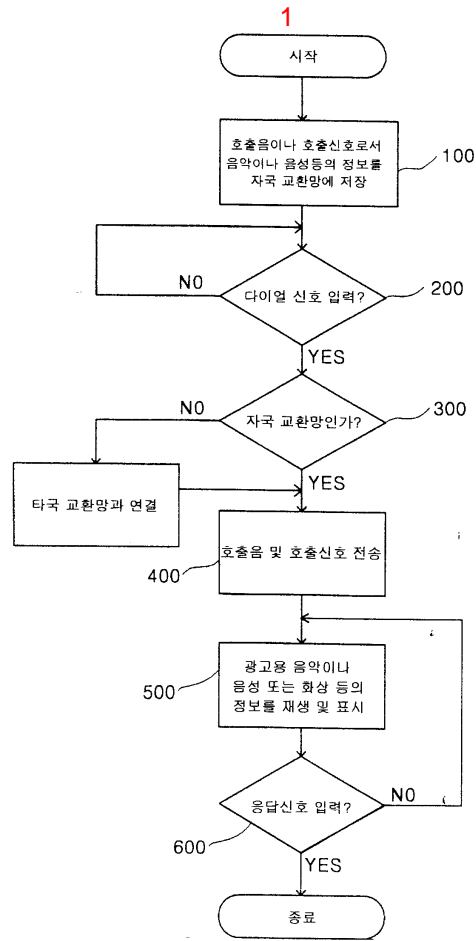 1
시작
호출음이나 호출신호로서
음악이나 음성등의 정보를
자국 교환망에 저장
100
NO
다이얼 신호 입력?
200
YES
NO
자국 교환망인가?
300
YES
타국 교환망과 연결
호출음 및 호출신호 전송
400
광고용 음악이나
음성 또는 화상 등의
정보를 재생 및 표시
500
응답신호 입력?
NO
600
YES
종료